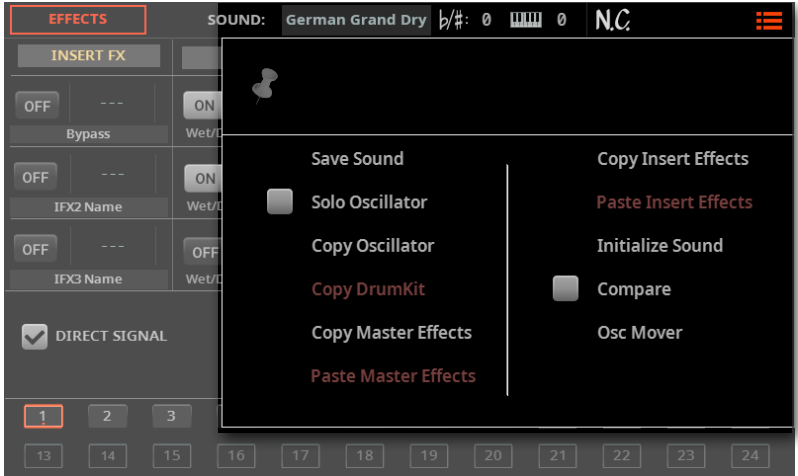 EFFECTS SOUND: German Grand Dry b/#: 0 0 N.C.
INSERT FX
OFF --- ON
Bypass Wet/D
OFF --- ON
IFX2 Name Wet/D
OFF --- OFF
IFX3 Name Wet/D
DIRECT SIGNAL
Save Sound
Solo Oscillator
Copy Oscillator
Copy DrumKit
Copy Master Effects
Paste Master Effects
Copy Insert Effects
Paste Insert Effects
Initialize Sound
Compare
Osc Mover
1 2 3
13 14 15 16 17 18 19 20 21 22 23 24